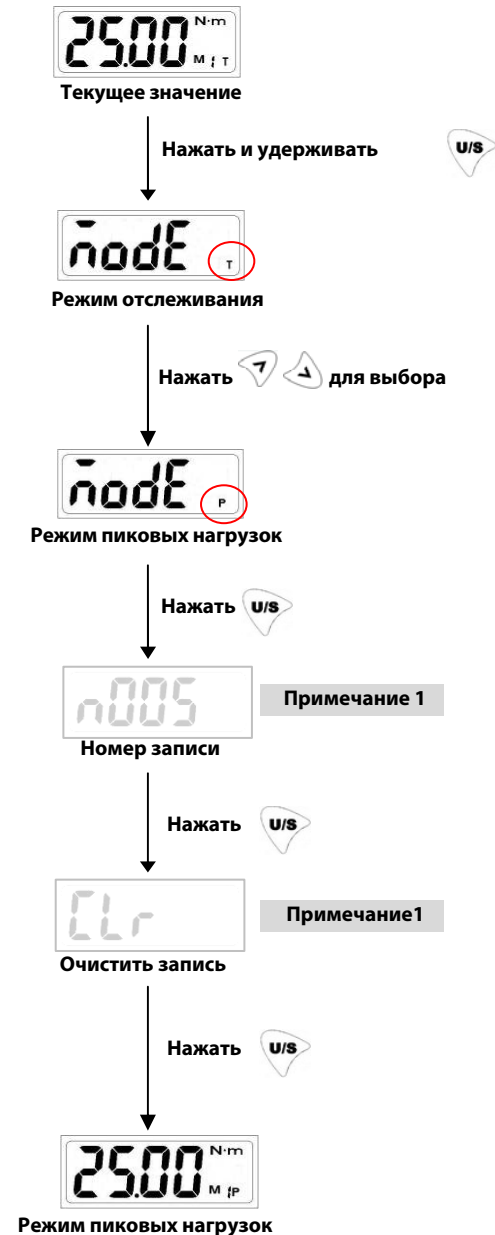 25.00 N·m
M T
Текущее значение
Нажать и удерживать U/S
modE T
Режим отслеживания
Нажать для выбора
modE P
Режим пиковых нагрузок
Нажать U/S
n005 Примечание 1
Номер записи
Нажать U/S
CLr Примечание1
Очистить запись
Нажать U/S
25.00 N·m
M P
Режим пиковых нагрузок